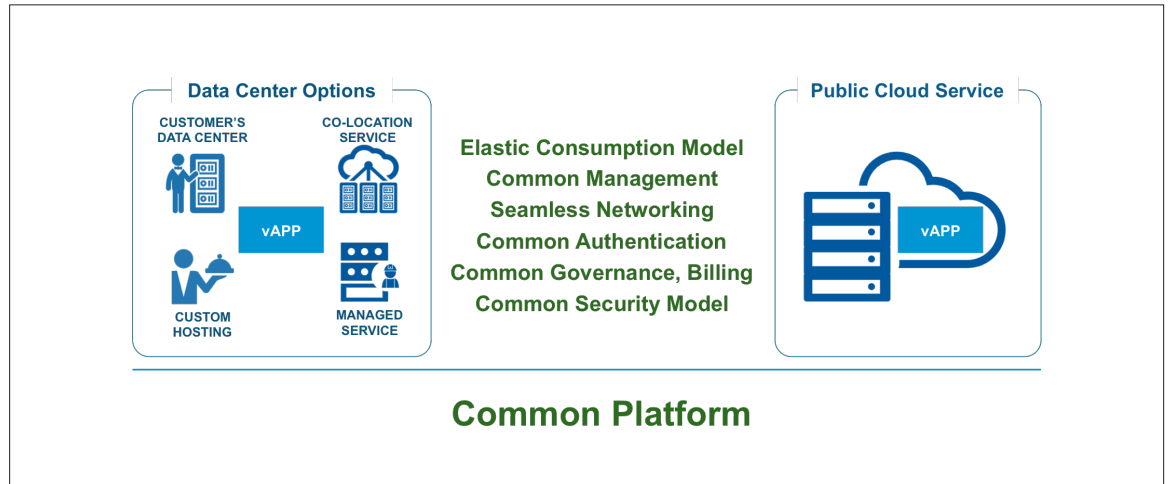 Data Center Options
CUSTOMER'S
DATA CENTER
CO-LOCATION
SERVICE
vAPP
CUSTOM
HOSTING
MANAGED
SERVICE
Elastic Consumption Model
Common Management
Seamless Networking
Common Authentication
Common Governance, Billing
Common Security Model
Public Cloud Service
vAPP
Common Platform